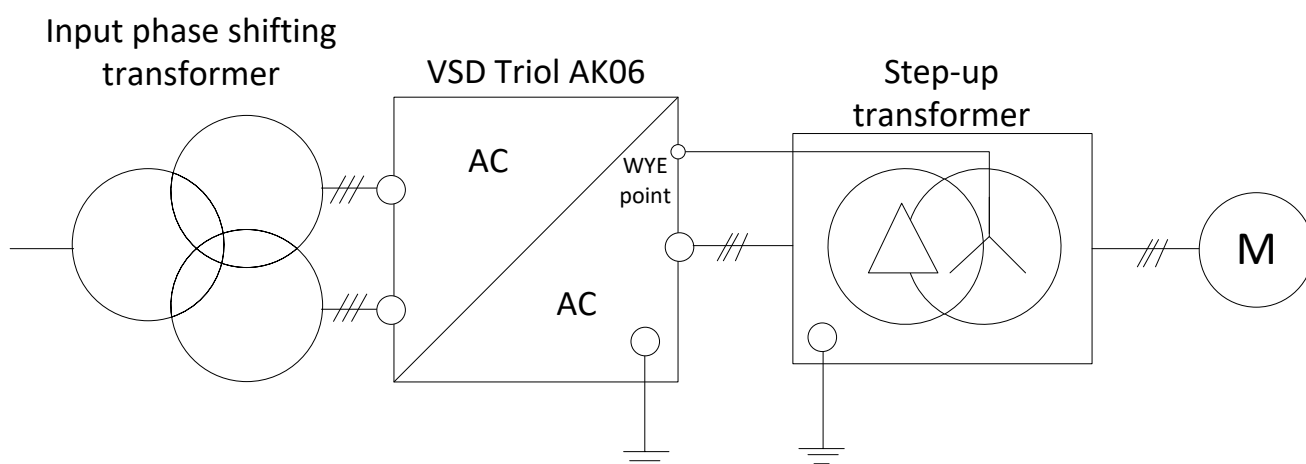 Input phase shifting
transformer
VSD Triol AK06
Step-up
transformer
AC
WYE
point
AC
M